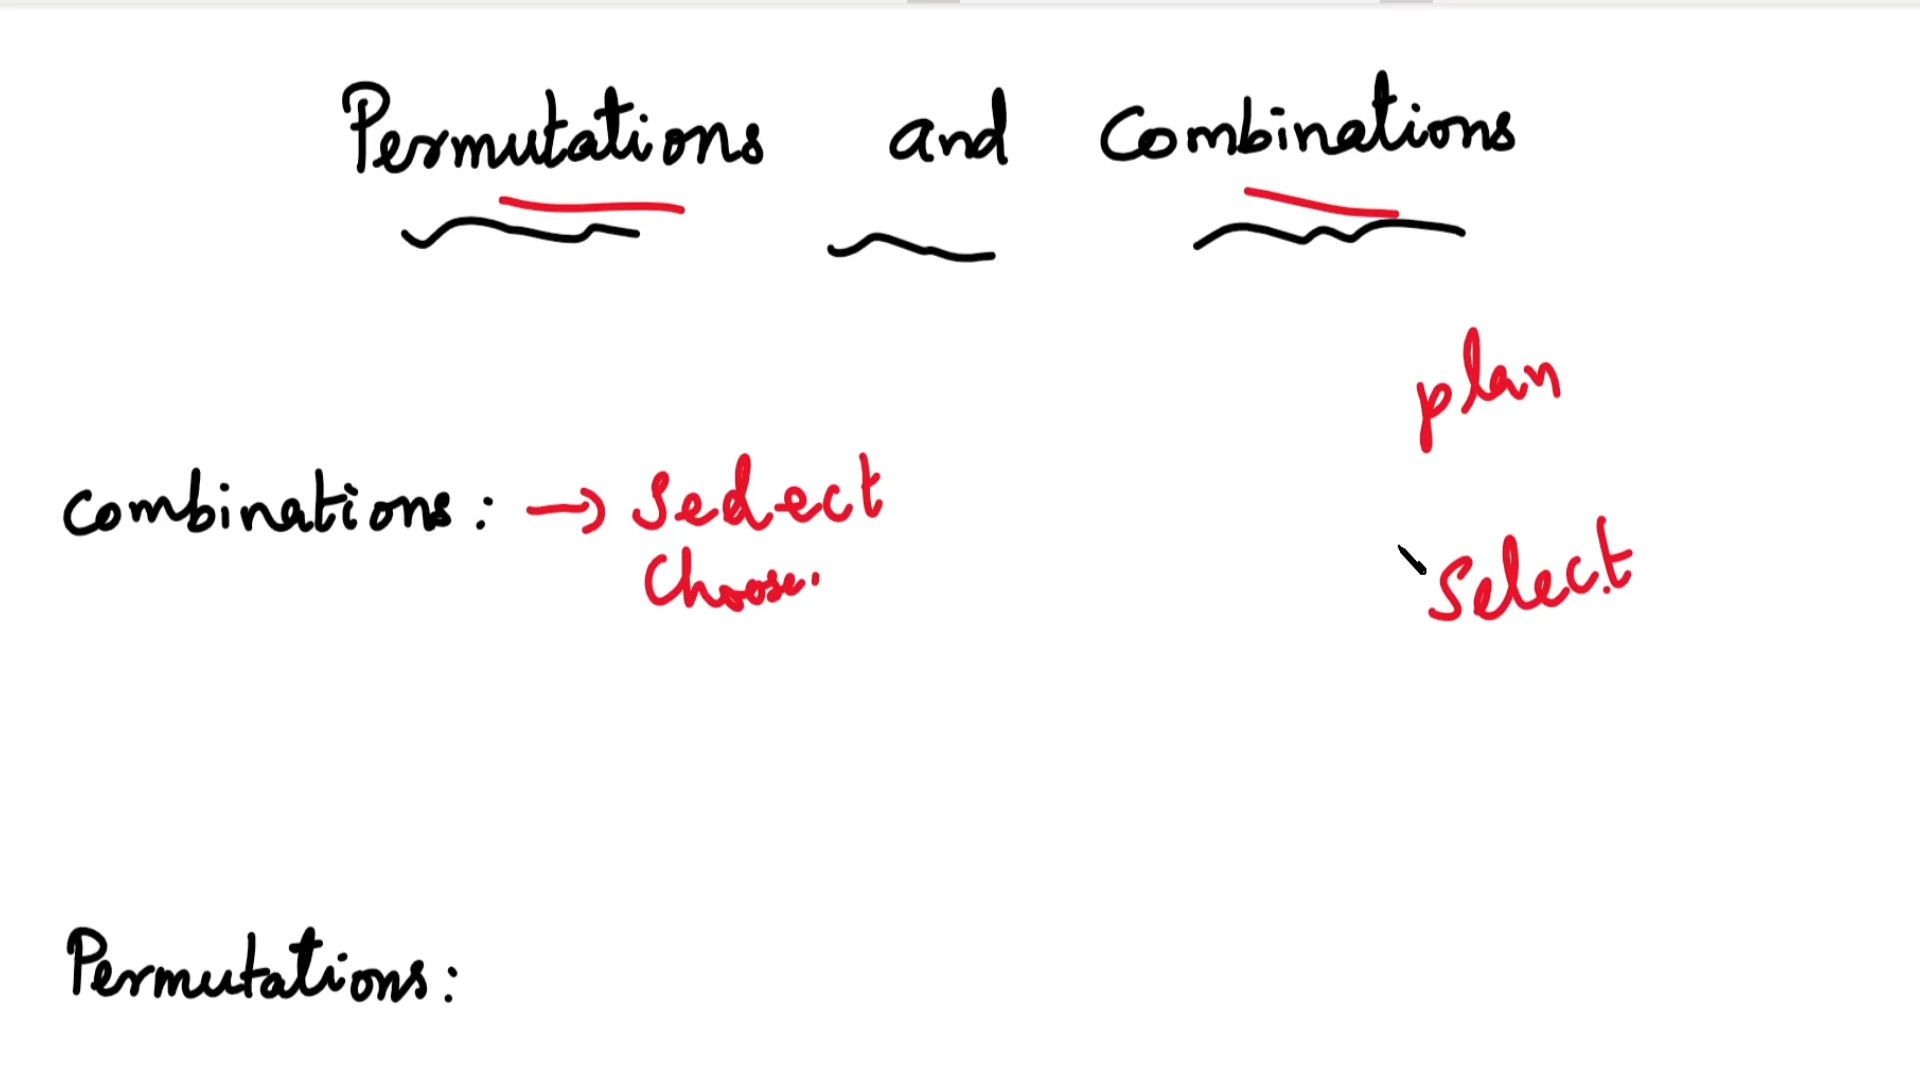 Permutations and Combinations
plan
Combinations: → Select
Choose.
Select
Permutations: